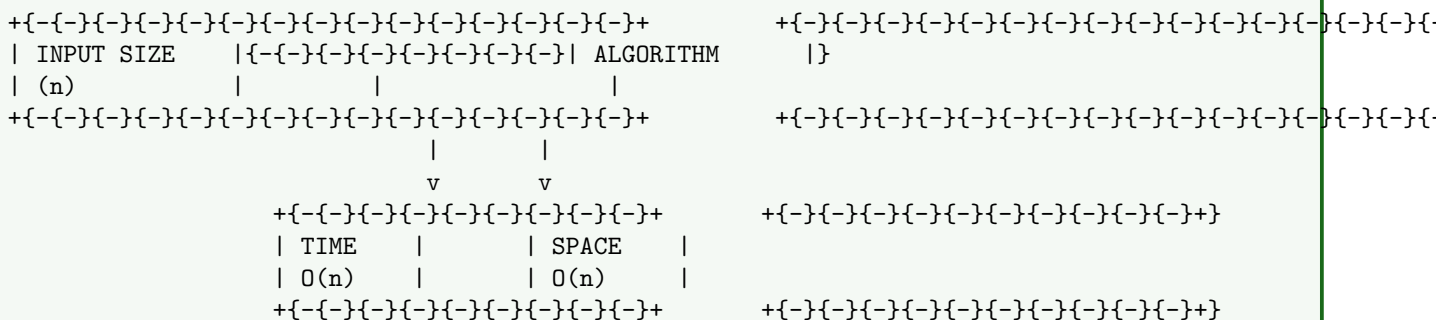 +{-{-}{-}{-}{-}{-}{-}{-}{-}{-}{-}{-}{-}{-}{-}+ +{-}{-}{-}{-}{-}{-}{-}{-}{-}{-}{-}{-}{-}{-}{-}{-
| INPUT SIZE |{-{-}{-}{-}{-}{-}{-}{-}| ALGORITHM |}
| (n) | | |
+{-{-}{-}{-}{-}{-}{-}{-}{-}{-}{-}{-}{-}{-}{-}+ +{-}{-}{-}{-}{-}{-}{-}{-}{-}{-}{-}{-}{-}{-}{-}{-
| |
v v
+{-{-}{-}{-}{-}{-}{-}{-}{-}+ +{-}{-}{-}{-}{-}{-}{-}{-}{-}{-}+}
| TIME | | SPACE |
| O(n) | | O(n) |
+{-{-}{-}{-}{-}{-}{-}{-}{-}+ +{-}{-}{-}{-}{-}{-}{-}{-}{-}{-}+}